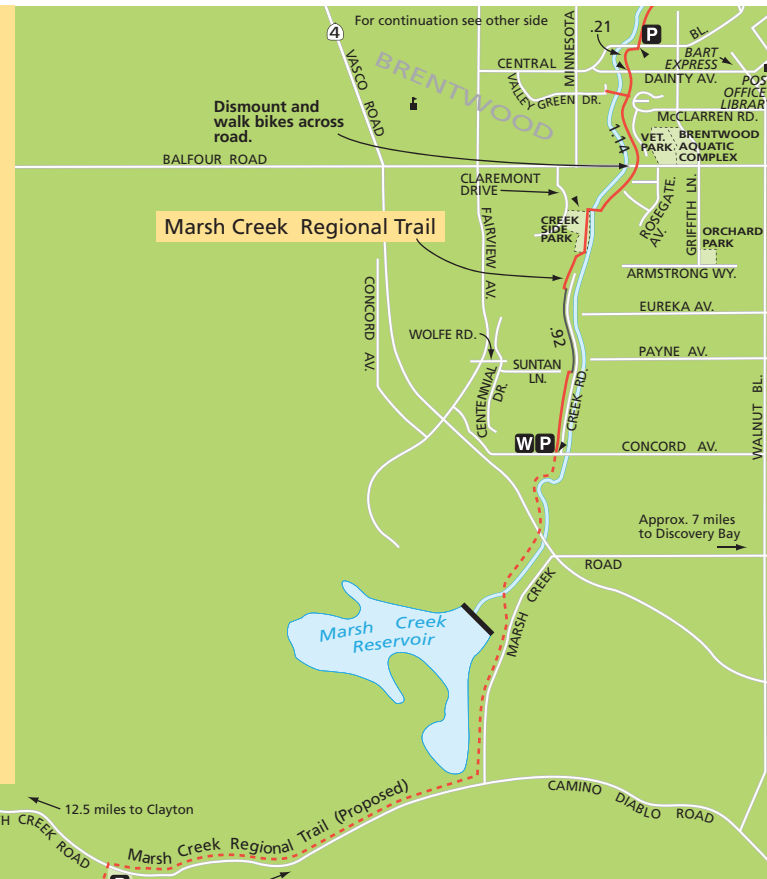 For continuation see other side
4
VASCO ROAD
BRENTWOOD
MINNESOTA
.21
P
BL.
CENTRAL
BART
EXPRESS
DAINTY AV.
POS
OFFICE
LIBRAR
VALLEY GREEN DR.
McCLARREN RD.
Dismount and
walk bikes across
road.
1.14
VET.
PARK
BRENTWOOD
AQUATIC
COMPLEX
BALFOUR ROAD
CLAREMONT
DRIVE
ROSEGATE.
AV.
GRIFFITH LN.
CREEK
SIDE
PARK
Marsh Creek Regional Trail
FAIRVIEW AV.
ORCHARD
PARK
ARMSTRONG WY.
CONCORD AV.
EUREKA AV.
WOLFE RD.
.92
SUNTAN
LN.
PAYNE AV.
CENTENNIAL
DR.
CREEK RD.
WALNUT BL.
W P
CONCORD AV.
Approx. 7 miles
to Discovery Bay
ROAD
MARSH CREEK
Marsh Creek
Reservoir
CAMINO DIABLO ROAD
12.5 miles to Clayton
H CREEK ROAD
Marsh Creek Regional Trail (Proposed)